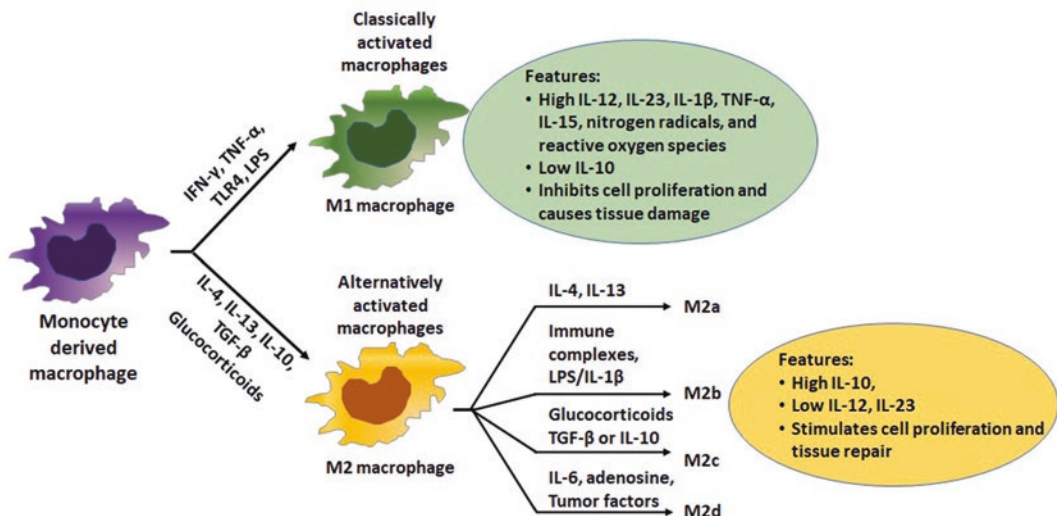 Classically
activated
macrophages
Features:
• High IL-12, IL-23, IL-1β, TNF-α,
IL-15, nitrogen radicals, and
reactive oxygen species
• Low IL-10
• Inhibits cell proliferation and
causes tissue damage
IFN-γ, TNF-α,
TLR4, LPS
M1 macrophage
Monocyte
derived
macrophage
IL-4, IL-13, IL-10,
TGF-β
Glucocorticoids
Alternatively
activated
macrophages
M2 macrophage
IL-4, IL-13
M2a
Immune
complexes,
LPS/IL-1β
M2b
Glucocorticoids
TGF-β or IL-10
M2c
IL-6, adenosine,
Tumor factors
M2d
Features:
• High IL-10,
• Low IL-12, IL-23
• Stimulates cell proliferation and
tissue repair